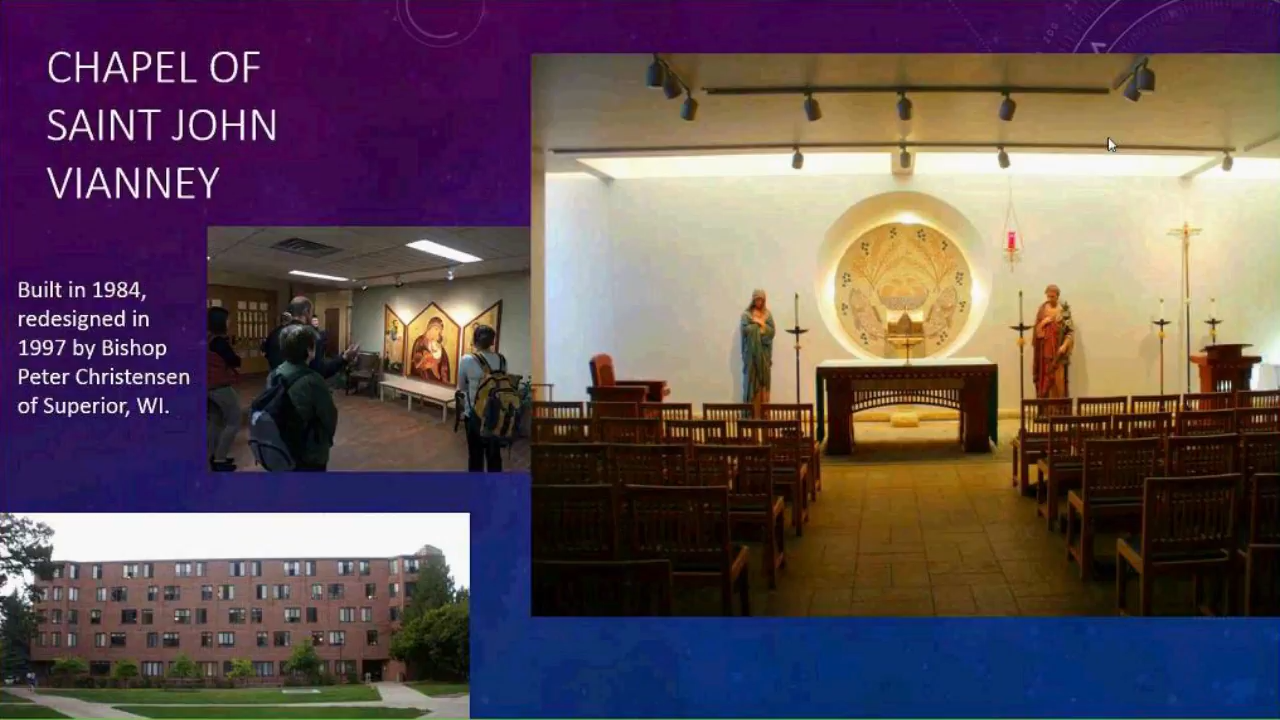 CHAPEL OF
SAINT JOHN
VIANNEY
Built in 1984,
redesigned in
1997 by Bishop
Peter Christensen
of Superior, WI.